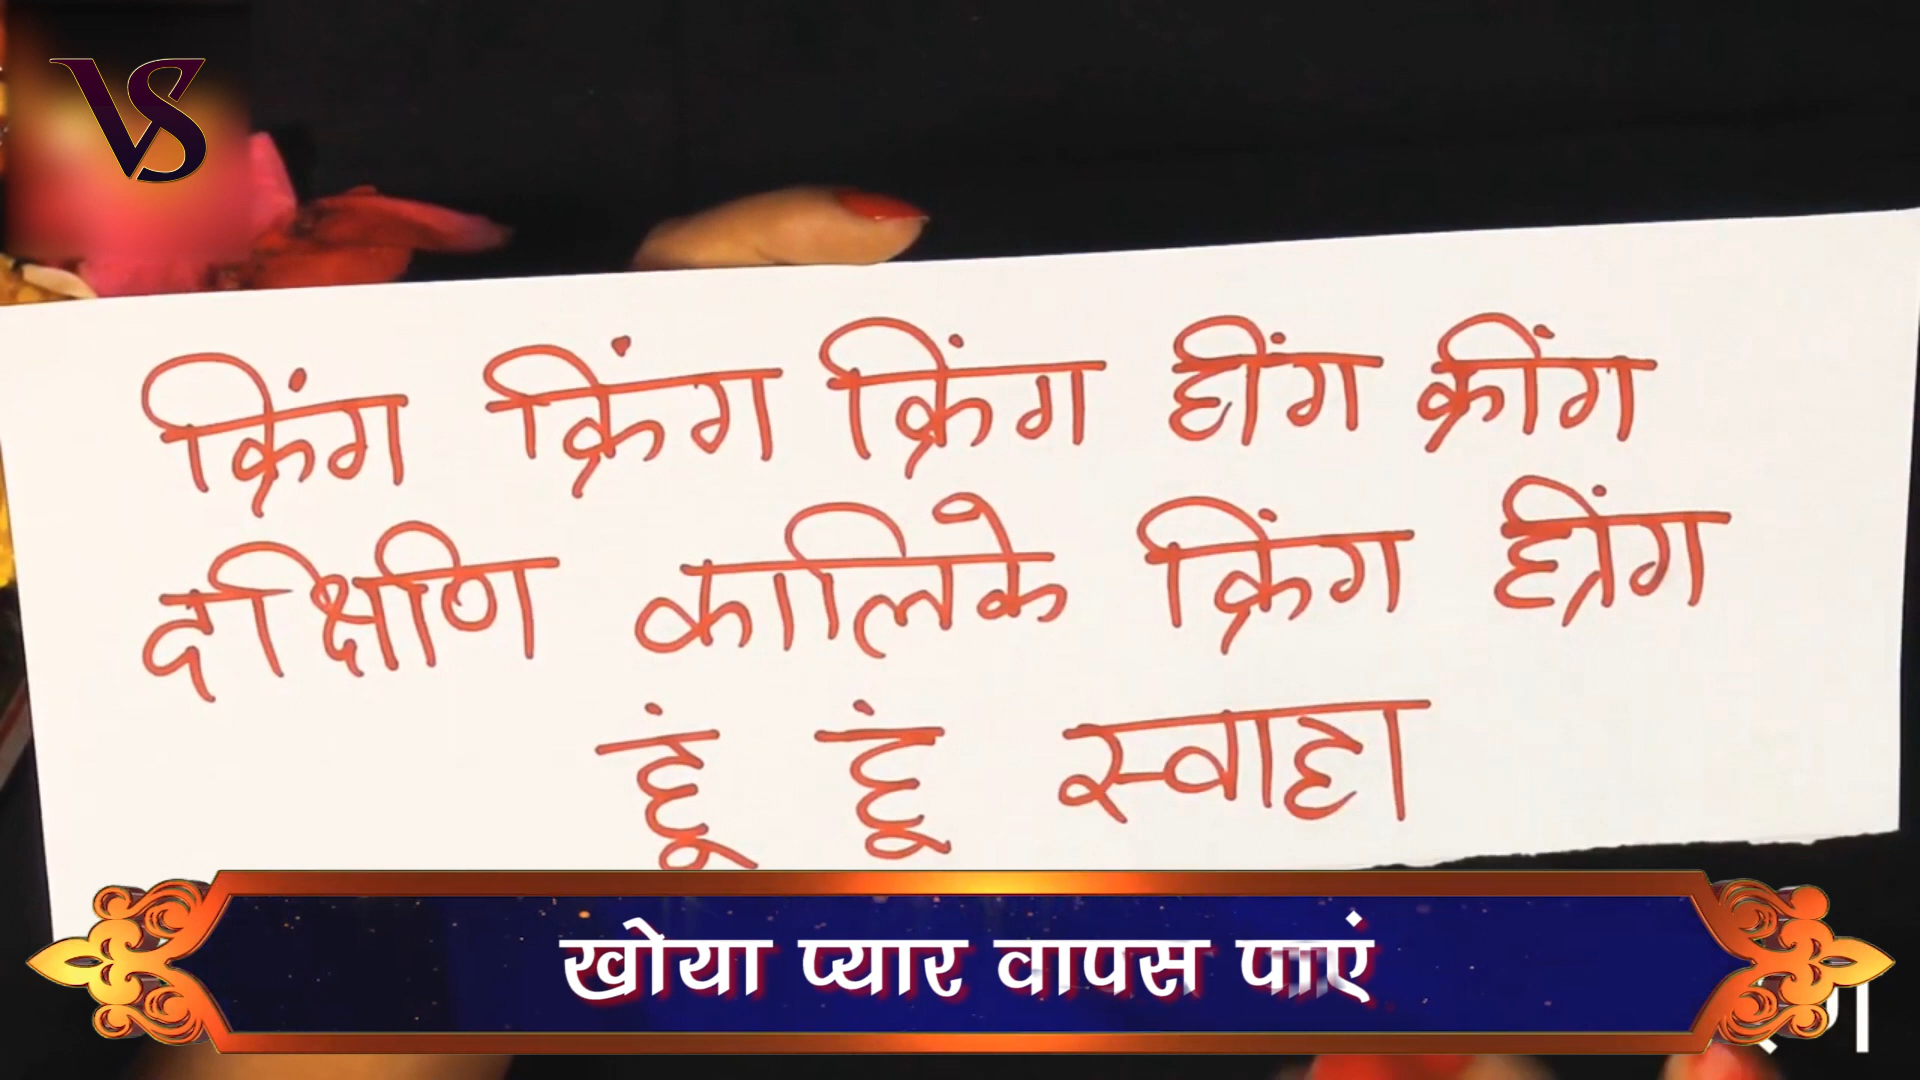 VS
क्रिंग क्रिंग क्रिंग हींग क्रींग
दक्षिणि कालिके क्रिंग
हूं हूं स्वाहा
खोया प्यार वापस पाएं